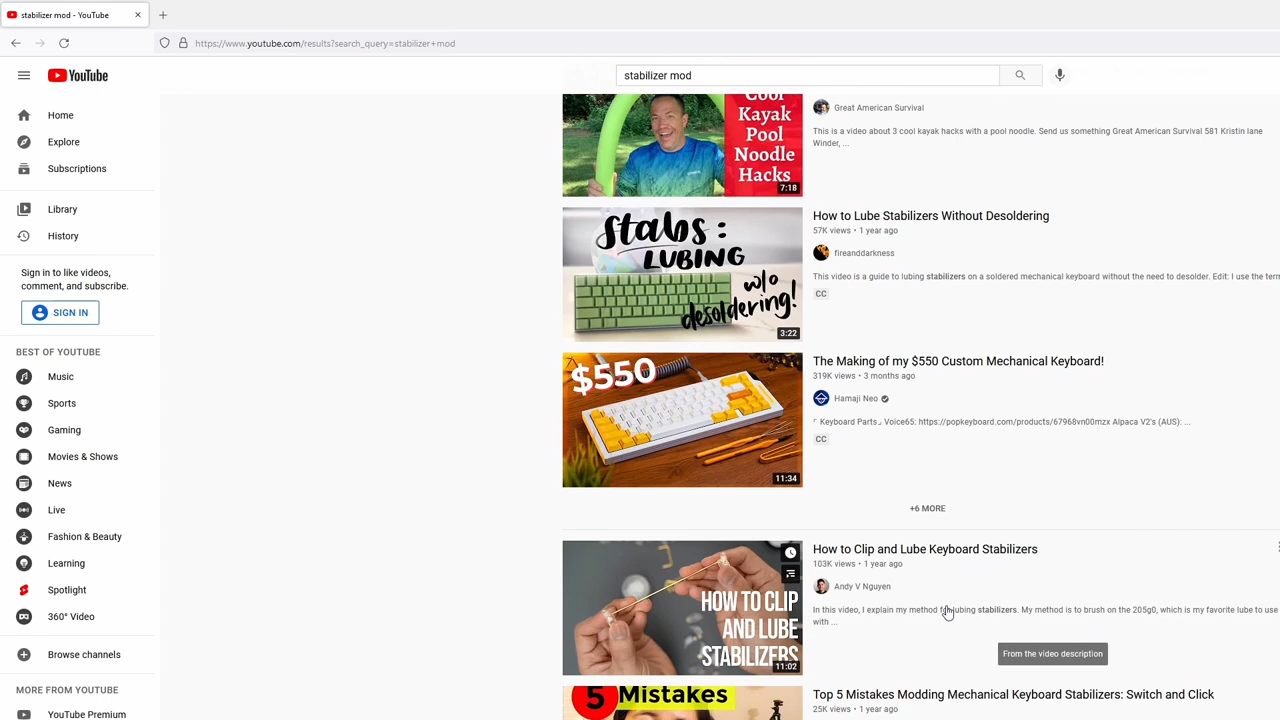 stabilizer mod - YouTube
https://www.youtube.com/results?search_query=stabilizer+mod
YouTube
stabilizer mod
Home
Explore
Subscriptions
Library
History
Sign in to like videos,
comment, and subscribe.
SIGN IN
BEST OF YOUTUBE
Music
Sports
Gaming
Movies & Shows
News
Live
Fashion & Beauty
Learning
Spotlight
360° Video
Browse channels
MORE FROM YOUTUBE
YouTube Premium
Cool
Kayak
Pool
Noodle
Hacks
7:18
Great American Survival
This is a video about 3 cool kayak hacks with a pool noodle. Send us something Great American Survival 581 Kristin lane
Winder, ...
stabs:
LUBING
w/o
desoldering!
3:22
How to Lube Stabilizers Without Desoldering
57K views • 1 year ago
fireanddarkness
This video is a guide to lubing stabilizers on a soldered mechanical keyboard without the need to desolder. Edit: I use the term
CC
$550
11:34
The Making of my $550 Custom Mechanical Keyboard!
319K views • 3 months ago
Hamaji Neo
「 Keyboard Parts」 Voice65: https://popkeyboard.com/products/67968vn00mzx Alpaca V2's (AUS): ...
CC
+6 MORE
HOW TO CLIP
AND LUBE
STABILIZERS
11:02
How to Clip and Lube Keyboard Stabilizers
103K views • 1 year ago
Andy V Nguyen
In this video, I explain my method for lubing stabilizers. My method is to brush on the 205g0, which is my favorite lube to use
with ...
From the video description
5 Mistakes
Top 5 Mistakes Modding Mechanical Keyboard Stabilizers: Switch and Click
25K views • 1 year ago